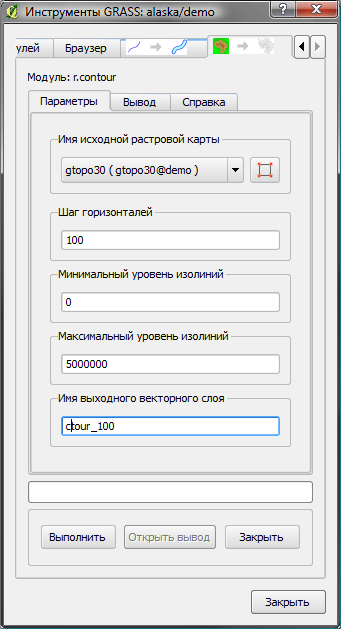 Инструменты GRASS: alaska/demo
улей
Браузер
Модуль: r.contour
Параметры
Вывод
Справка
Имя исходной растровой карты
gtopo30 ( gtopo30@demo )
Шаг горизонталей
100
Минимальный уровень изолиний
0
Максимальный уровень изолиний
5000000
Имя выходного векторного слоя
ctour_100
Выполнить
Открыть вывод
Закрыть
Закрыть